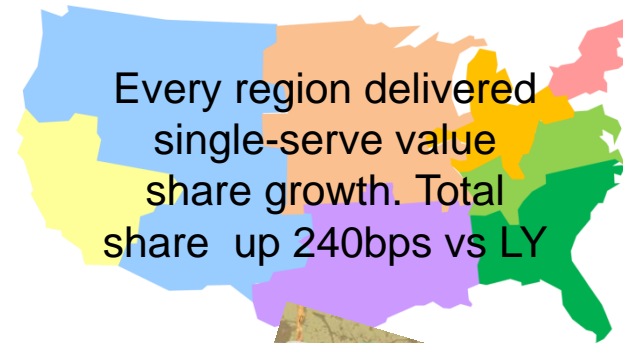 Every region delivered
single-serve value
share growth. Total
share  up 240bps vs LY